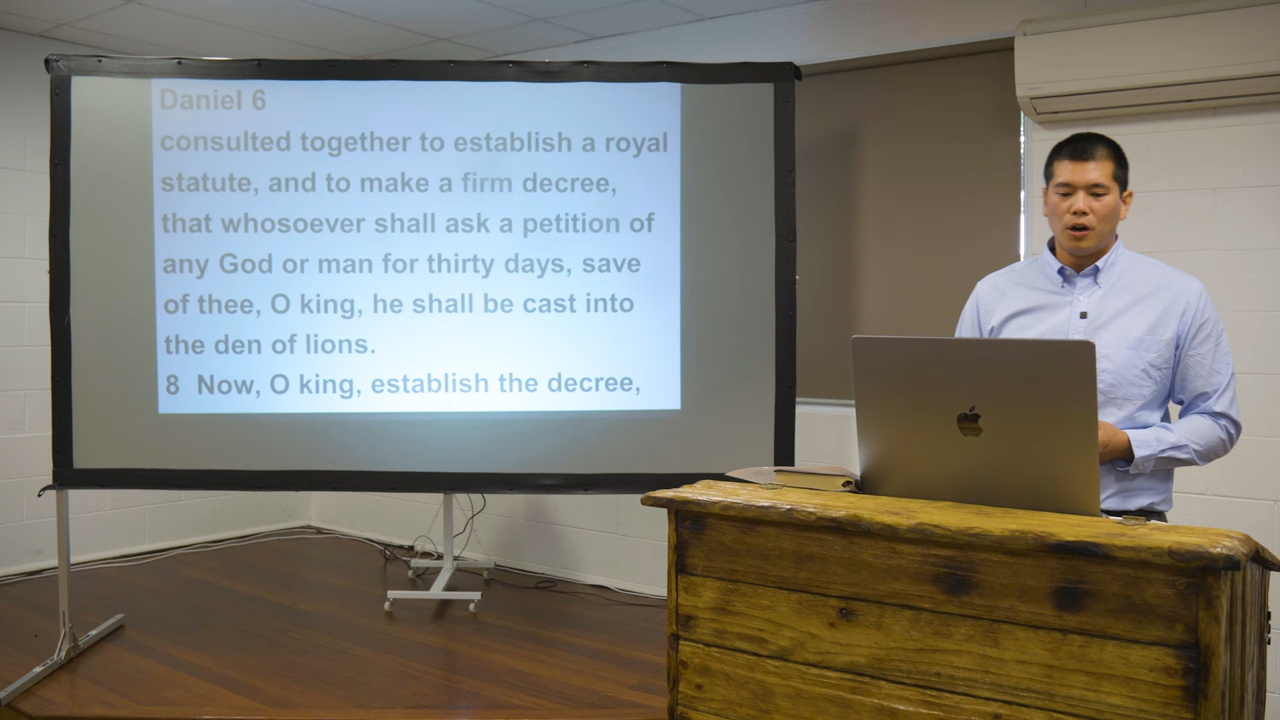 Daniel 6
consulted together to establish a royal
statute, and to make a firm decree,
that whosoever shall ask a petition of
any God or man for thirty days, save
of thee, O king, he shall be cast into
the den of lions.
8 Now, O king, establish the decree,